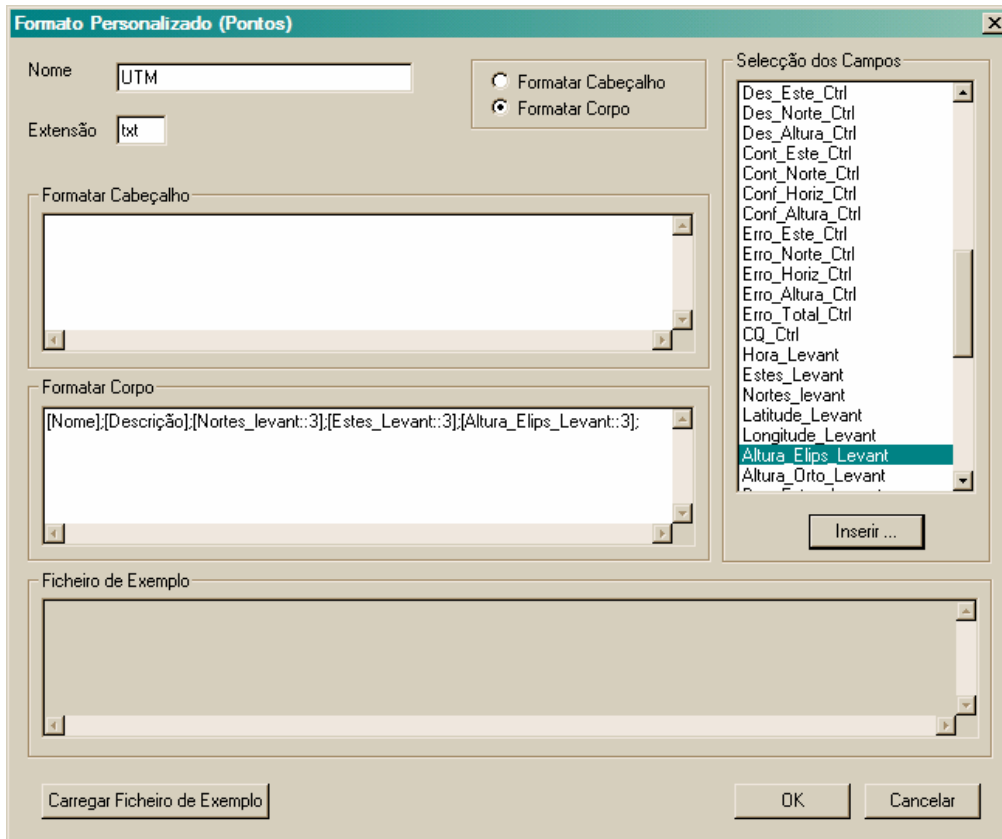 Formato Personalizado (Pontos)
Nome
UTM
Extensão
txt
Formatar Cabeçalho
Formatar Corpo
Formatar Cabeçalho
Formatar Corpo
[Nome];[Descrição];[Nortes_levant::3];[Estes_Levant::3];[Altura_Elips_Levant::3];
Selecção dos Campos
Des_Este_Ctrl
Des_Norte_Ctrl
Des_Altura_Ctrl
Cont_Este_Ctrl
Cont_Norte_Ctrl
Conf_Horiz_Ctrl
Conf_Altura_Ctrl
Erro_Este_Ctrl
Erro_Norte_Ctrl
Erro_Horiz_Ctrl
Erro_Altura_Ctrl
Erro_Total_Ctrl
CQ_Ctrl
Hora_Levant
Estes_Levant
Nortes_levant
Latitude_Levant
Longitude_Levant
Altura_Elips_Levant
Altura_Orto_Levant
Inserir ...
Ficheiro de Exemplo
Carregar Ficheiro de Exemplo
OK
Cancelar